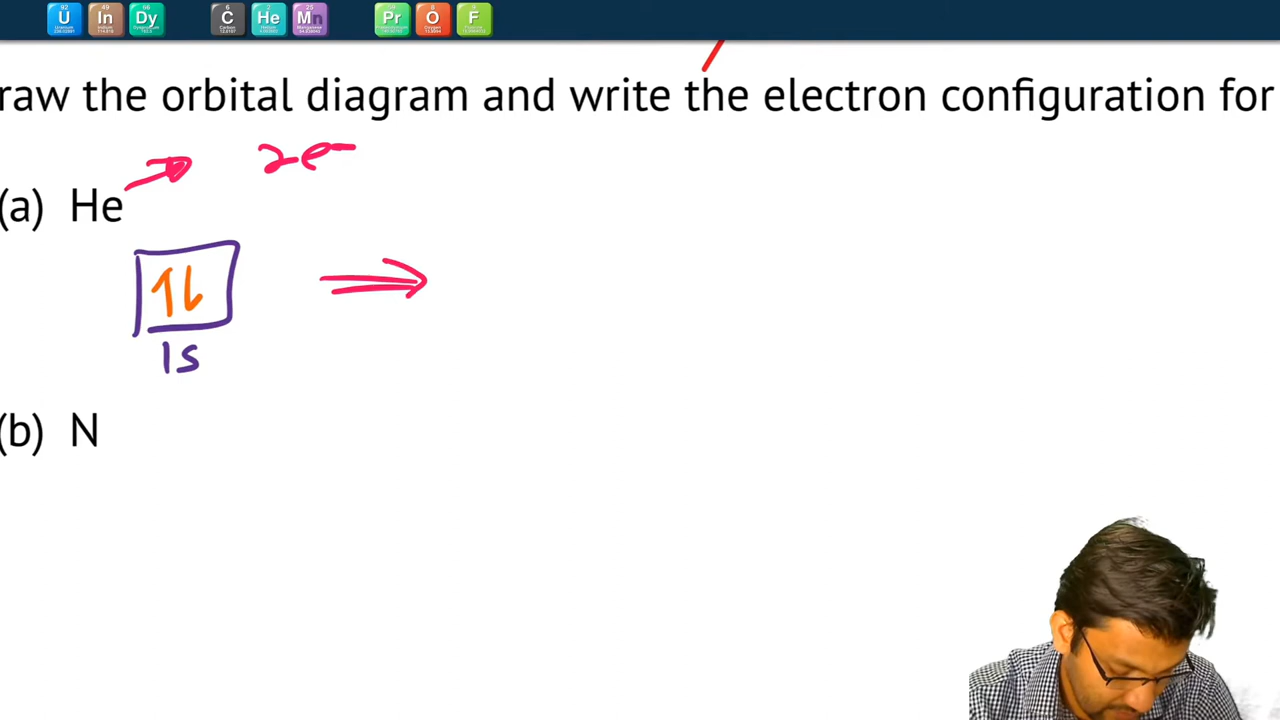 U In Dy C He Mn Pr O F
raw the orbital diagram and write the electron configuration for
2e-
(a) He
1s
(b) N